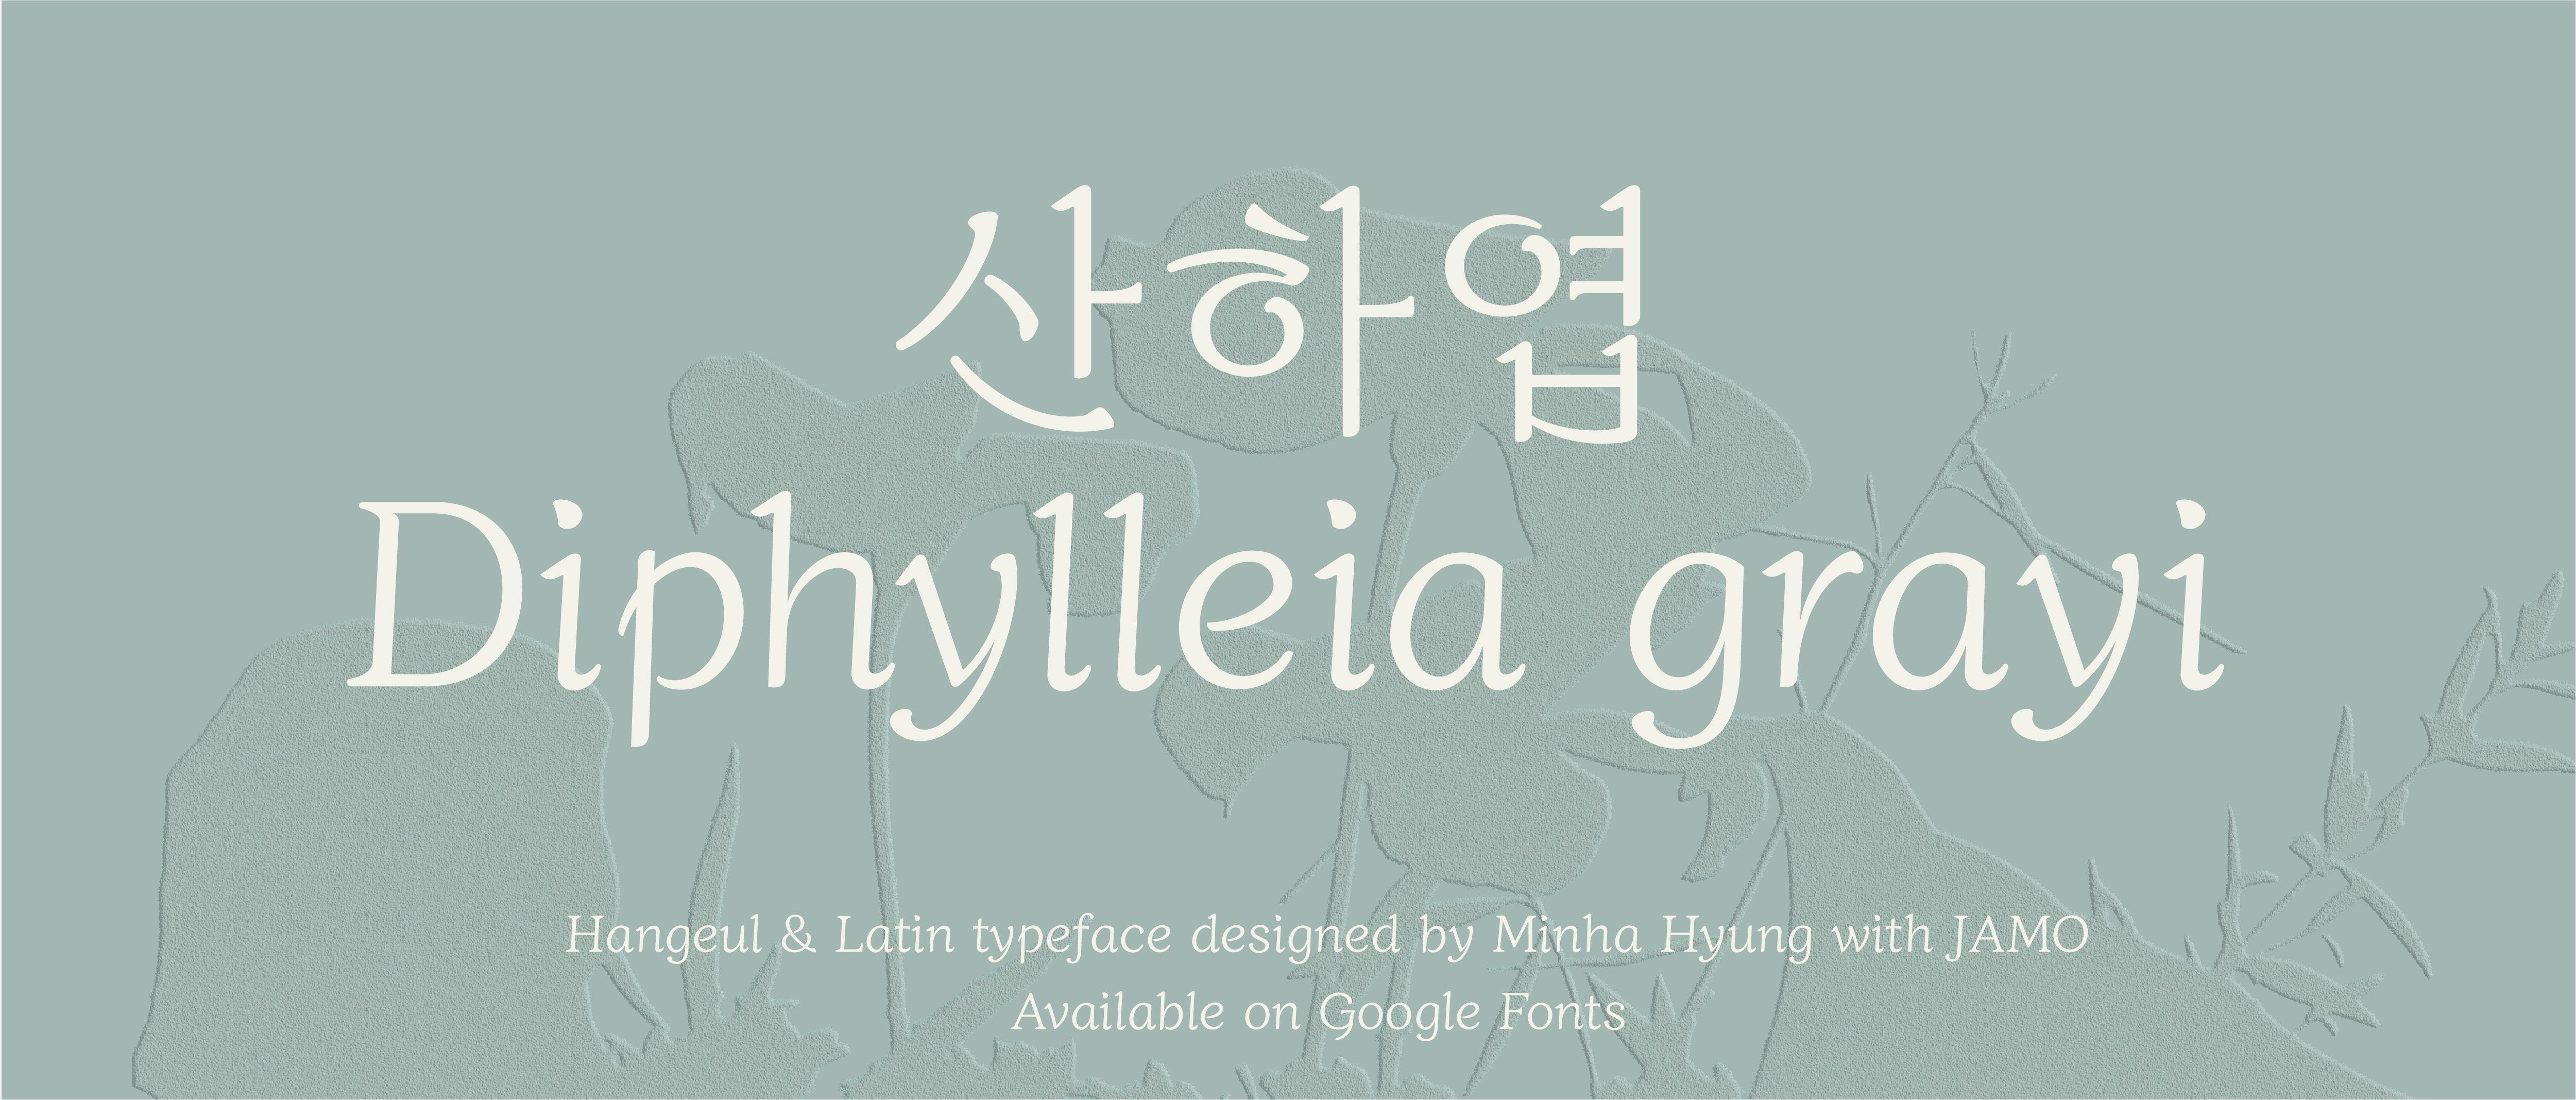 산하엽
Diphylleia grayi
Hangeul & Latin typeface designed by Minha Hyung with JAMO
Available on Google Fonts